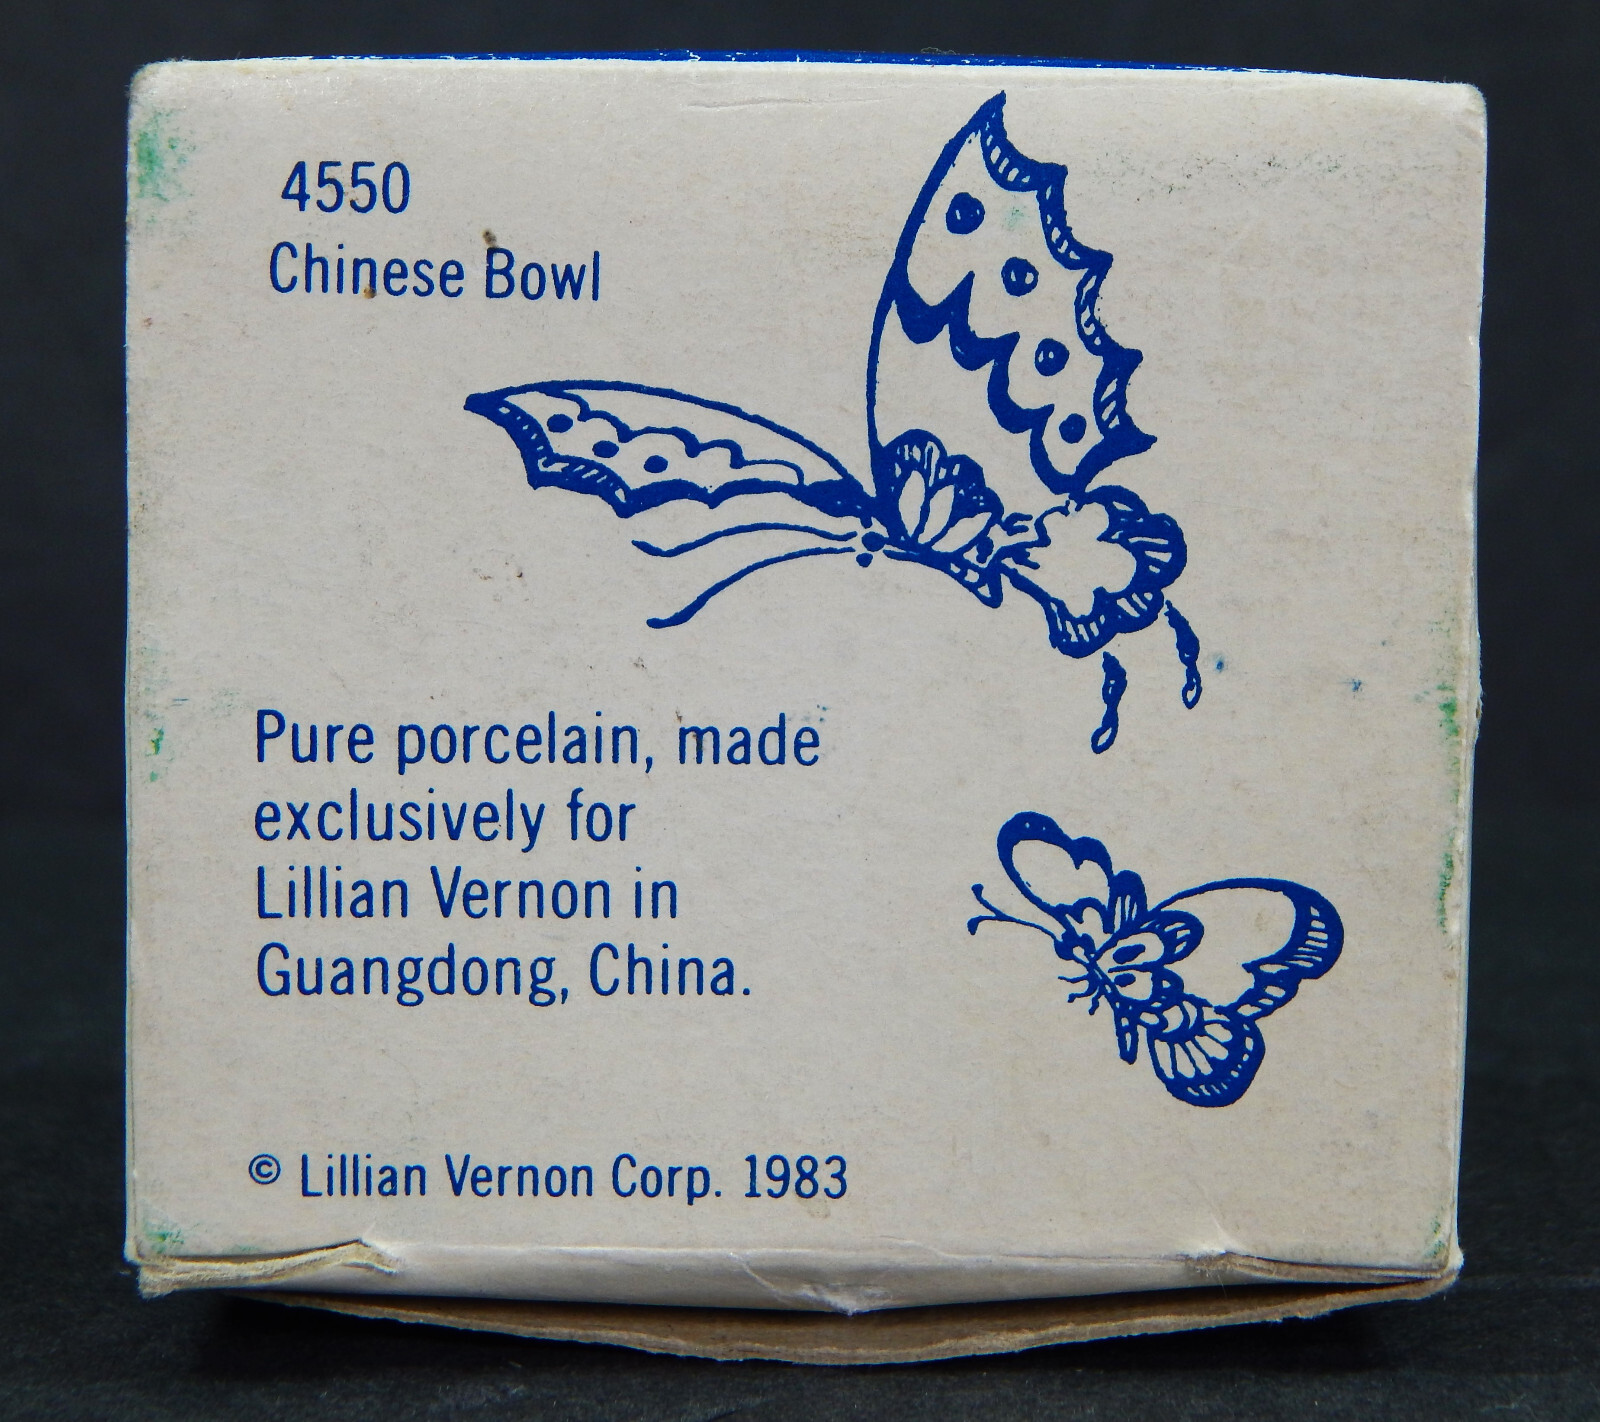 4550
Chinese Bowl
Pure porcelain, made
exclusively for
Lillian Vernon in
Guangdong, China.
© Lillian Vernon Corp. 1983